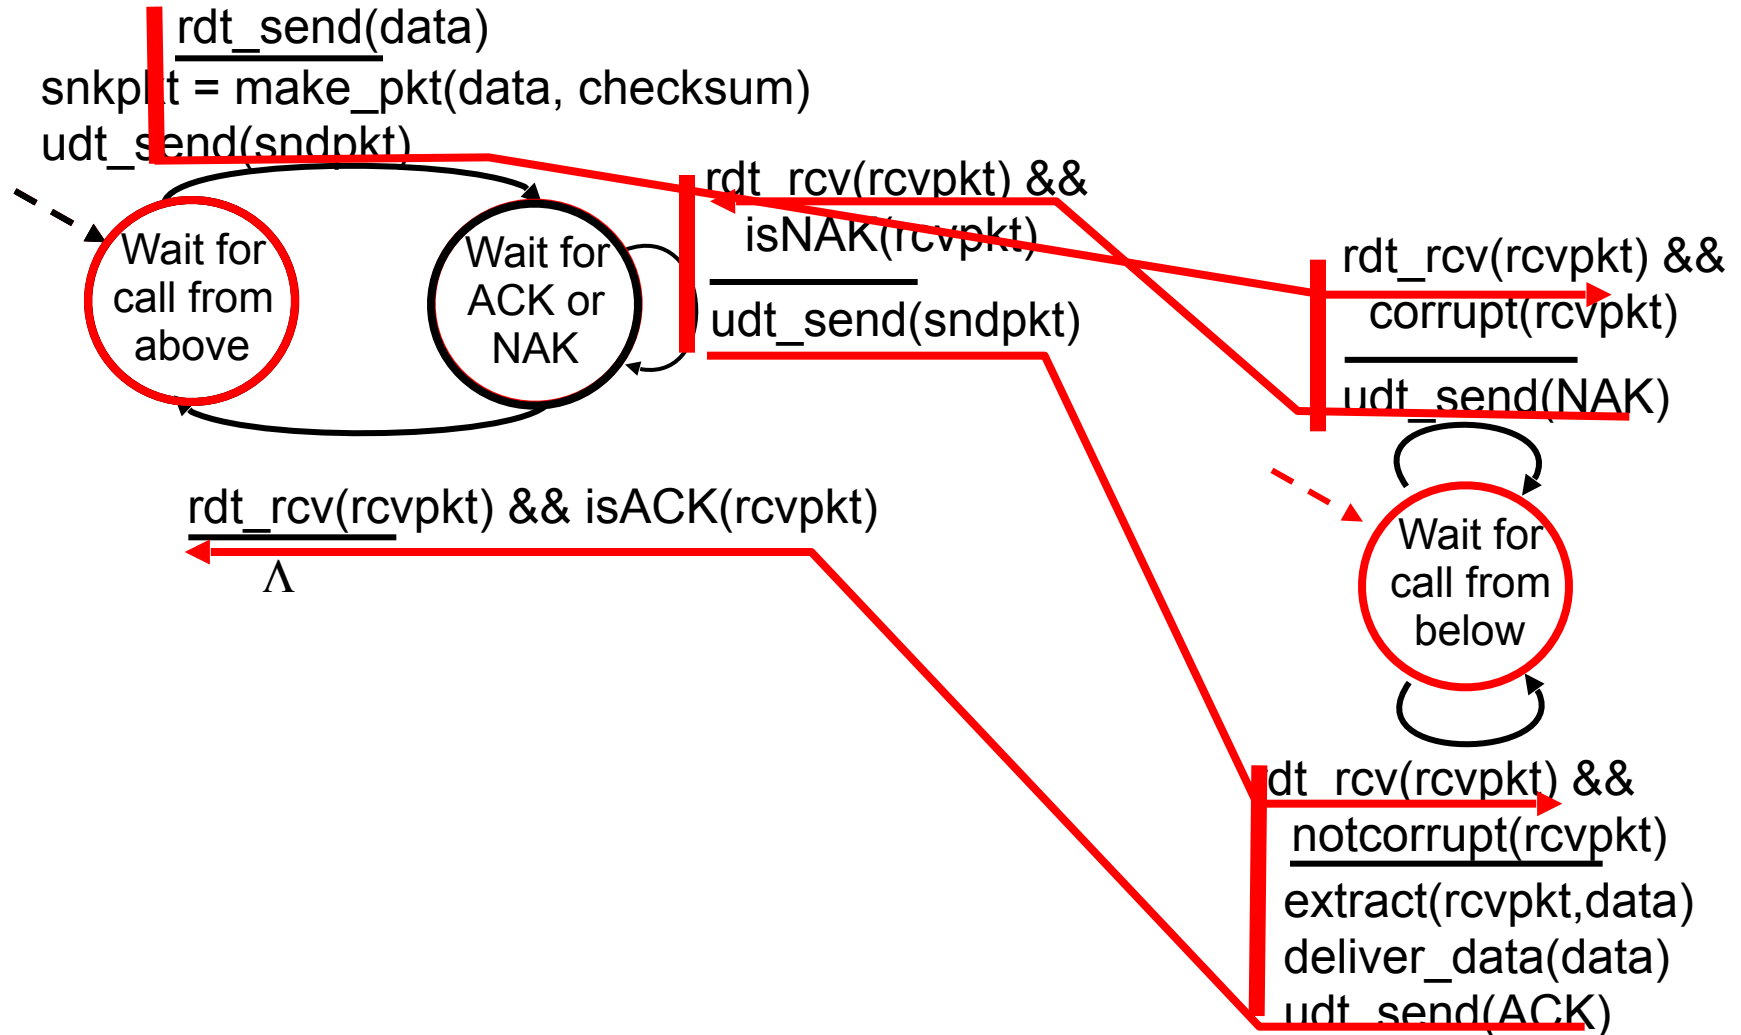 rdt_send(data)
snkpkt = make_pkt(data, checksum)
udt_send(sndpkt)
rdt_rcv(rcvpkt) &&
isNAK(rcvpkt)
udt_send(sndpkt)
Wait for
call from
above
Wait for
ACK or
NAK
rdt_rcv(rcvpkt) && isACK(rcvpkt)
Λ
rdt_rcv(rcvpkt) &&
corrupt(rcvpkt)
udt_send(NAK)
Wait for
call from
below
rdt_rcv(rcvpkt) &&
notcorrupt(rcvpkt)
extract(rcvpkt,data)
deliver_data(data)
udt_send(ACK)